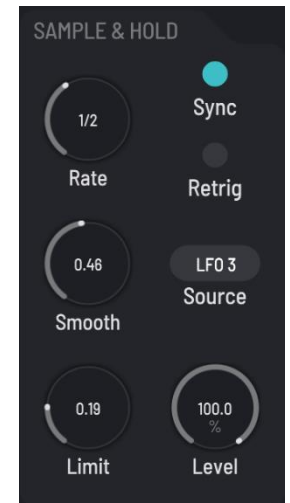 SAMPLE & HOLD
1/2
Sync
Rate
Retrig
0.46
LFO 3
Source
Smooth
0.19
100.0
%
Limit
Level